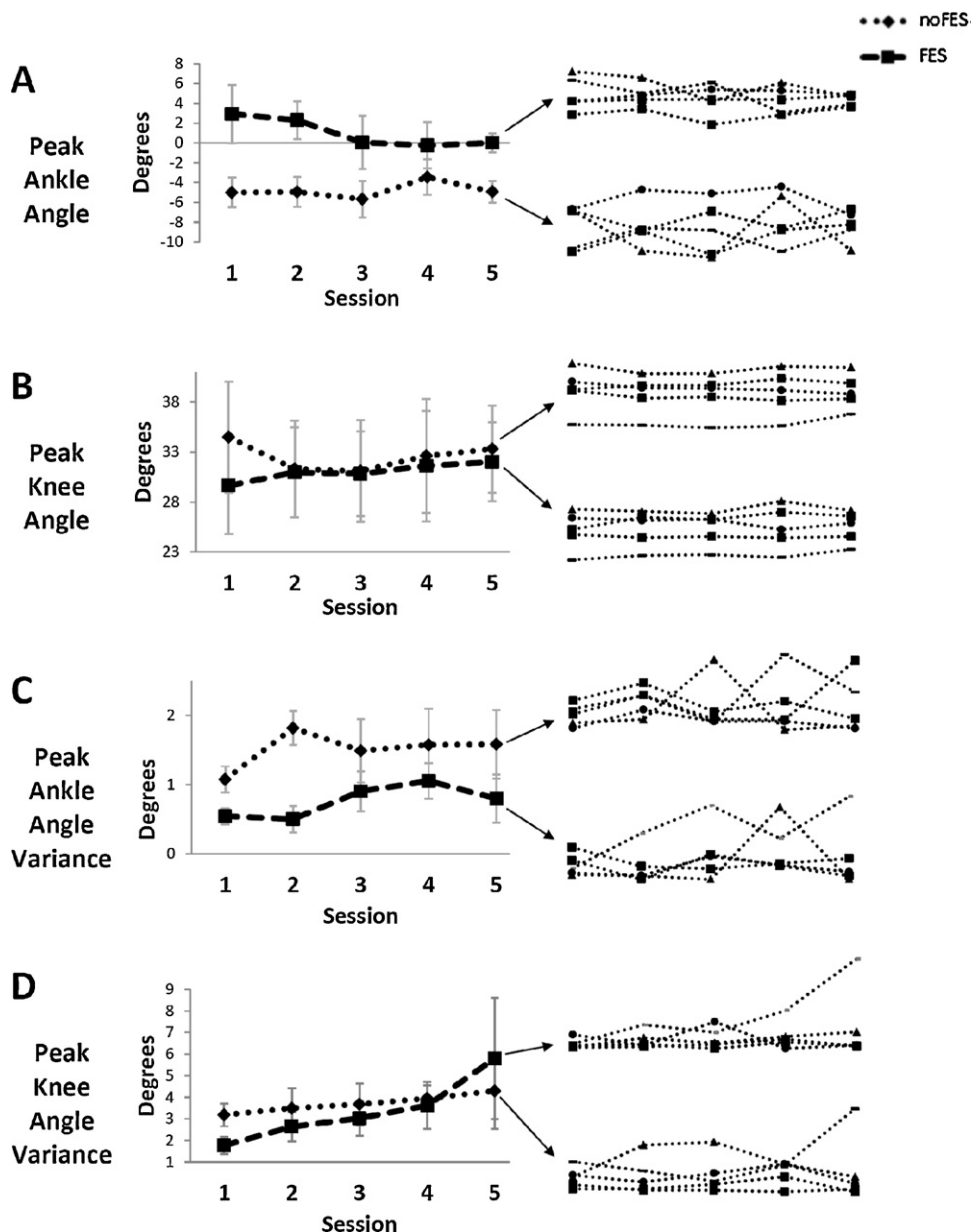 noFES
FES
A
Peak
Ankle
Angle
Degrees
8
6
4
2
0
-2
-4
-6
-8
-10
1 2 3 4 5
Session
B
Peak
Knee
Angle
Degrees
38
33
28
23
1 2 3 4 5
Session
C
Peak
Ankle
Angle
Variance
Degrees
2
1
0
1 2 3 4 5
Session
D
Peak
Knee
Angle
Variance
Degrees
9
8
7
6
5
4
3
2
1
1 2 3 4 5
Session